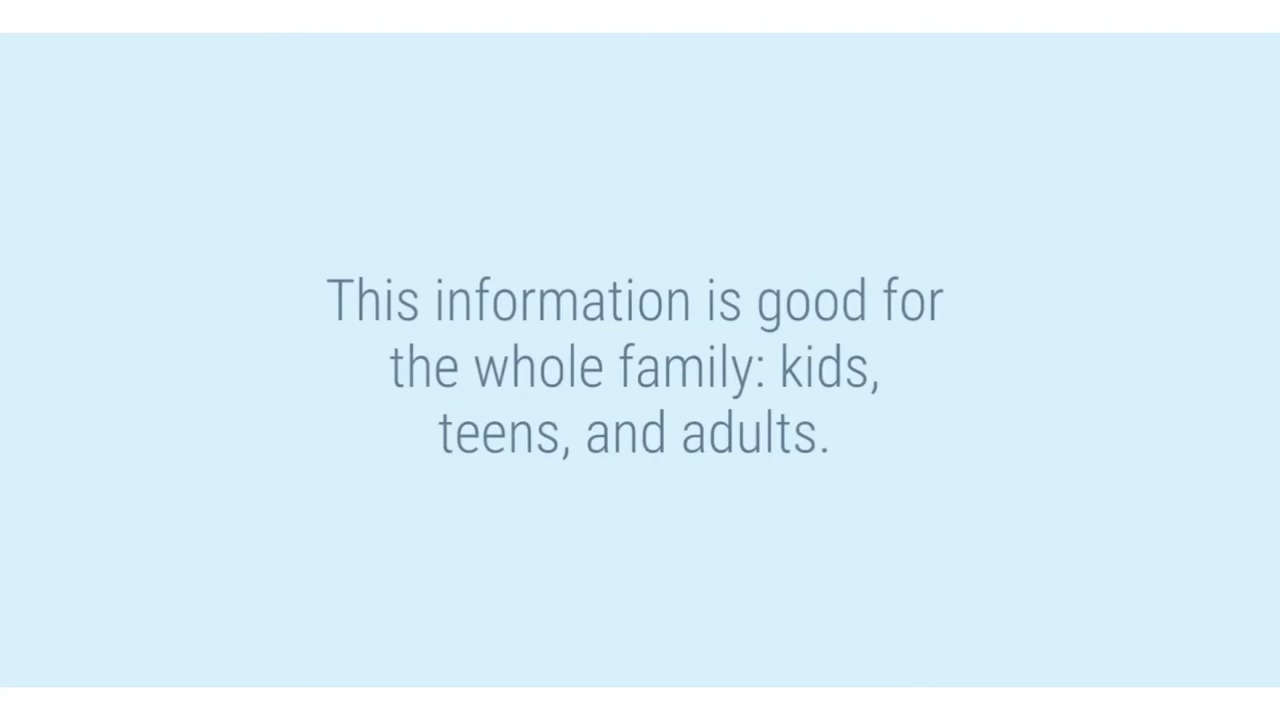 This information is good for
the whole family: kids,
teens, and adults.